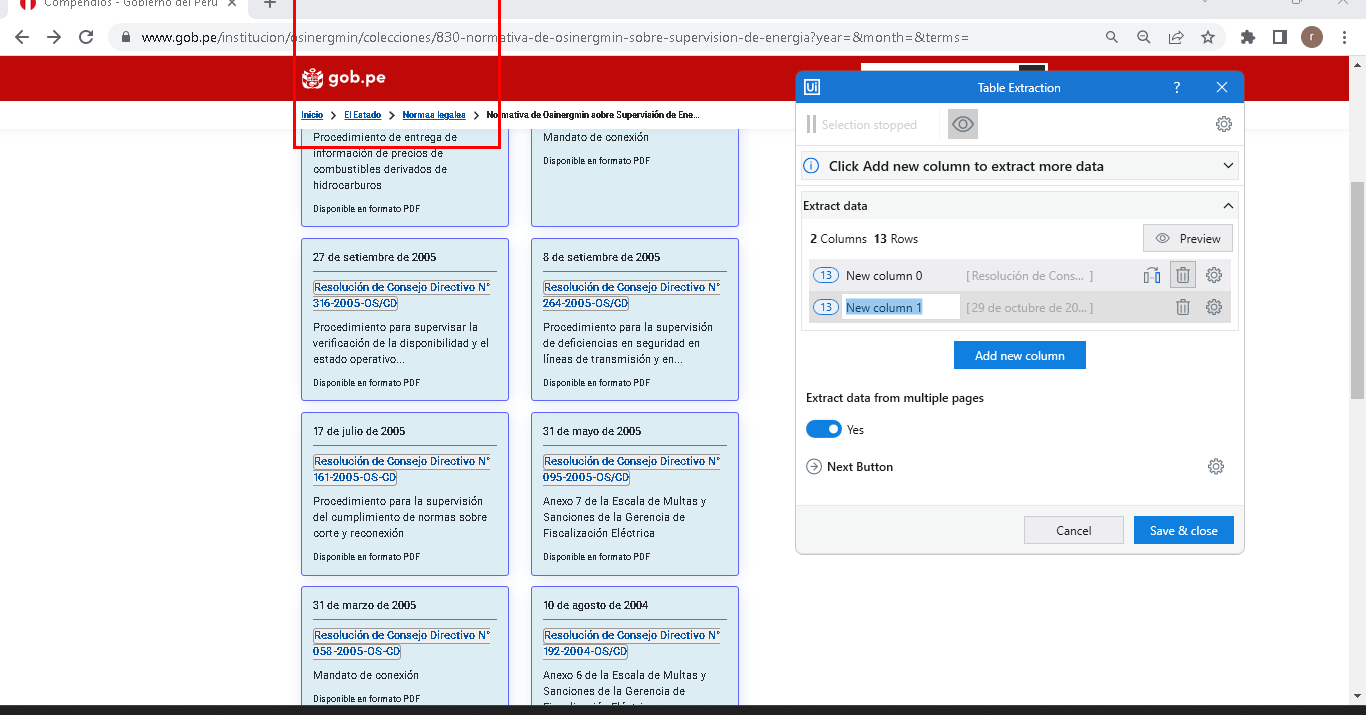 Compendios - Gobierno del Perú
www.gob.pe/institucion/osinergmin/colecciones/830-normativa-de-osinergmin-sobre-supervision-de-energia?year=&month=&terms=
r
gob.pe
Inicio > El Estado > Normas legales > Normativa de Osinergmin sobre Supervisión de Ene...
Procedimiento de entrega de
información de precios de
combustibles derivados de
hidrocarburos
Disponible en formato PDF
Mandato de conexión
Disponible en formato PDF
27 de setiembre de 2005
Resolución de Consejo Directivo N°
316-2005-OS/CD
Procedimiento para supervisar la
verificación de la disponibilidad y el
estado operativo...
Disponible en formato PDF
8 de setiembre de 2005
Resolución de Consejo Directivo N°
264-2005-OS/CD
Procedimiento para la supervisión
de deficiencias en seguridad en
líneas de transmisión y en...
Disponible en formato PDF
17 de julio de 2005
Resolución de Consejo Directivo N°
161-2005-OS-CD
Procedimiento para la supervisión
del cumplimiento de normas sobre
corte y reconexión
Disponible en formato PDF
31 de mayo de 2005
Resolución de Consejo Directivo N°
095-2005-OS/CD
Anexo 7 de la Escala de Multas y
Sanciones de la Gerencia de
Fiscalización Eléctrica
Disponible en formato PDF
31 de marzo de 2005
Resolución de Consejo Directivo N°
058-2005-OS-CD
Mandato de conexión
Disponible en formato PDF
10 de agosto de 2004
Resolución de Consejo Directivo N°
192-2004-OS/CD
Anexo 6 de la Escala de Multas y
Sanciones de la Gerencia de
Fiscalización Eléctrica
Ui
Table Extraction
?
Selection stopped
Click Add new column to extract more data
Extract data
2 Columns 13 Rows
Preview
13 New column 0 [Resolución de Cons... ]
13 New column 1 [29 de octubre de 20... ]
Add new column
Extract data from multiple pages
Yes
Next Button
Cancel
Save & close